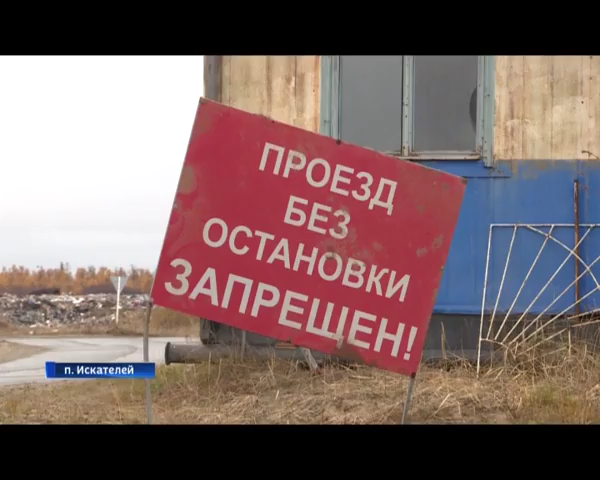 ПРОЕЗД
БЕЗ
ОСТАНОВКИ
ЗАПРЕЩЕН!
п. Искателей